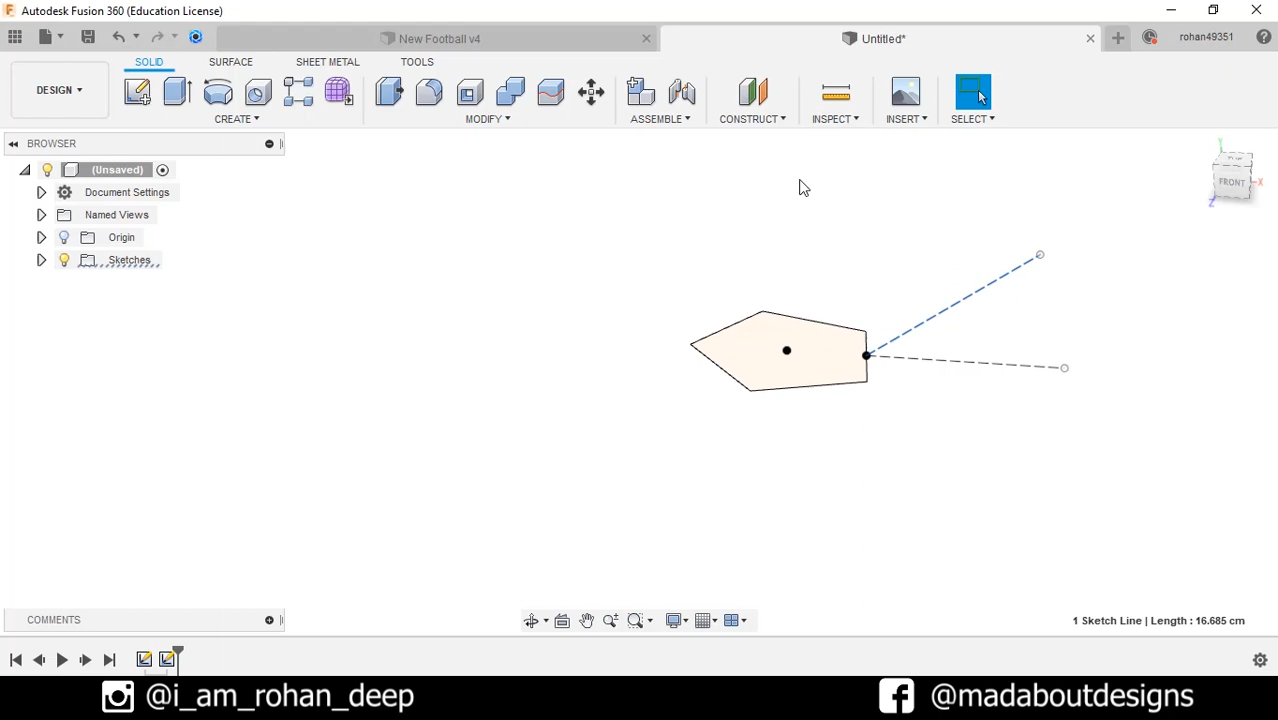 Autodesk Fusion 360 (Education License)
New Football v4
Untitled*
rohan49351
SOLID SURFACE SHEET METAL TOOLS
DESIGN
CREATE MODIFY ASSEMBLE CONSTRUCT INSPECT INSERT SELECT
BROWSER
(Unsaved)
Document Settings
Named Views
Origin
Sketches
FRONT
X
Y
Z
COMMENTS
1 Sketch Line | Length : 16.685 cm
@i_am_rohan_deep
@madaboutdesigns